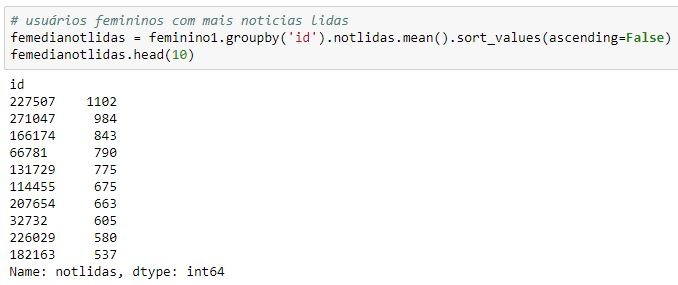 # usuários femininos com mais noticias lidas
femedianotlidas = feminino1.groupby('id').notlidas.mean().sort_values(ascending=False)
femedianotlidas.head(10)
id
227507    1102
271047     984
166174     843
66781      790
131729     775
114455     675
207654     663
32732      605
226029     580
182163     537
Name: notlidas, dtype: int64